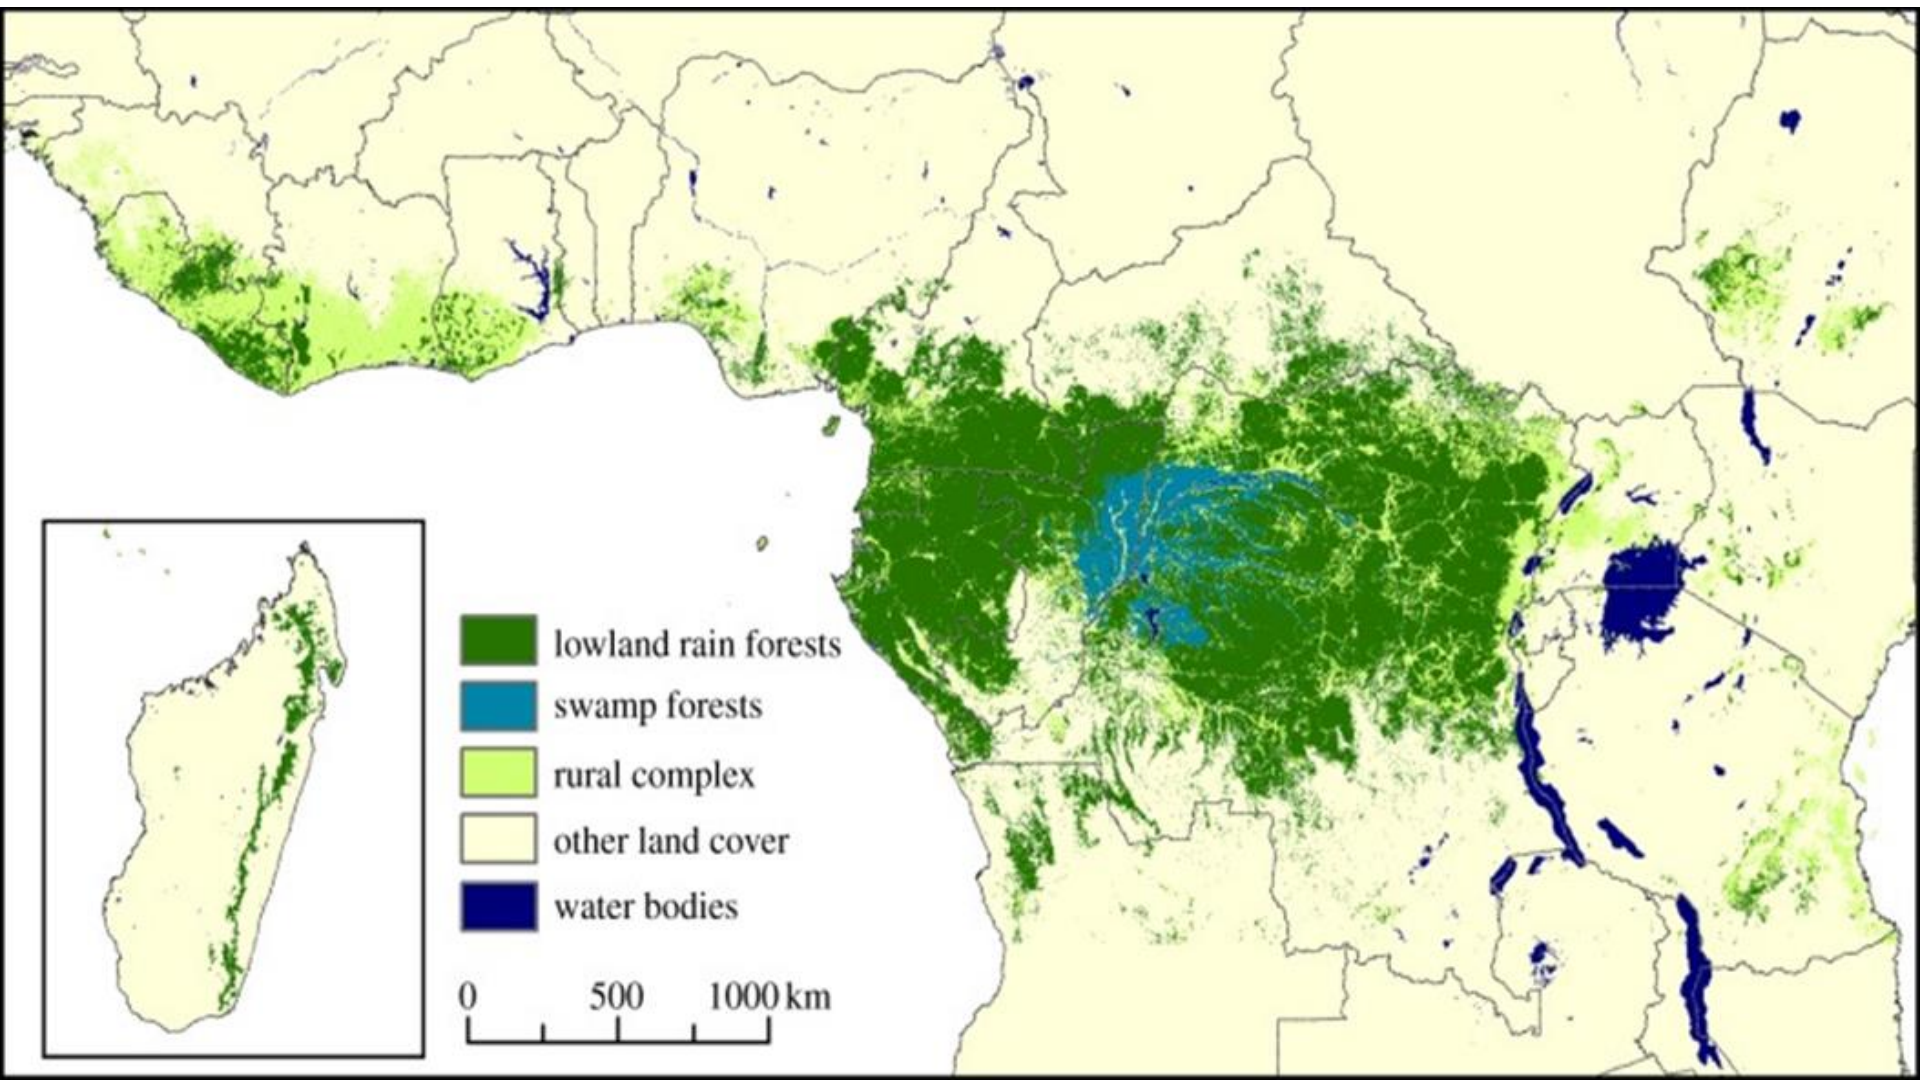 lowland rain forests
swamp forests
rural complex
other land cover
water bodies
0 500 1000 km